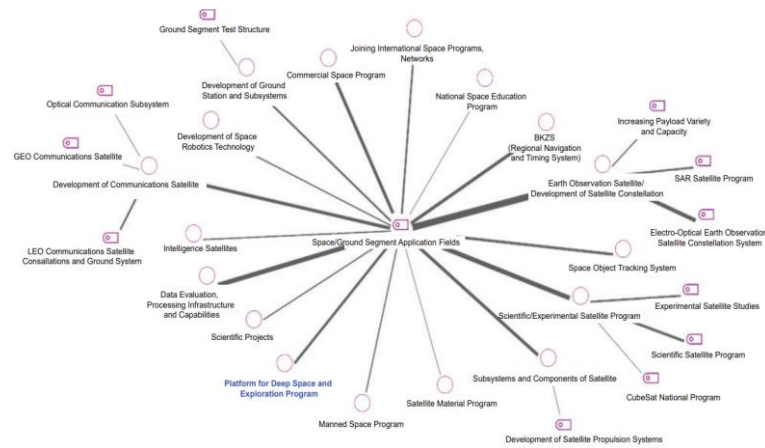 Ground Segment Test Structure
Joining International Space Programs,
Networks
Commercial Space Program
Development of Ground
Station and Subsystems
National Space Education
Program
Optical Communication Subsystem
Increasing Payload Variety
and Capacity
Development of Space
Robotics Technology
BKZS
(Regional Navigation
and Timing System)
GEO Communications Satellite
SAR Satellite Program
Development of Communications Satellite
Earth Observation Satellite/
Development of Satellite Constellation
Electro-Optical Earth Observation
Satellite Constellation System
LEO Communications Satellite
Consallations and Ground System
Intelligence Satellites
Space/Ground Segment Application Fields
Space Object Tracking System
Data Evaluation,
Processing Infrastructure
and Capabilities
Experimental Satellite Studies
Scientific/Experimental Satellite Program
Scientific Projects
Scientific Satellite Program
Platform for Deep Space and
Exploration Program
Subsystems and Components of Satellite
CubeSat National Program
Satellite Material Program
Manned Space Program
Development of Satellite Propulsion Systems